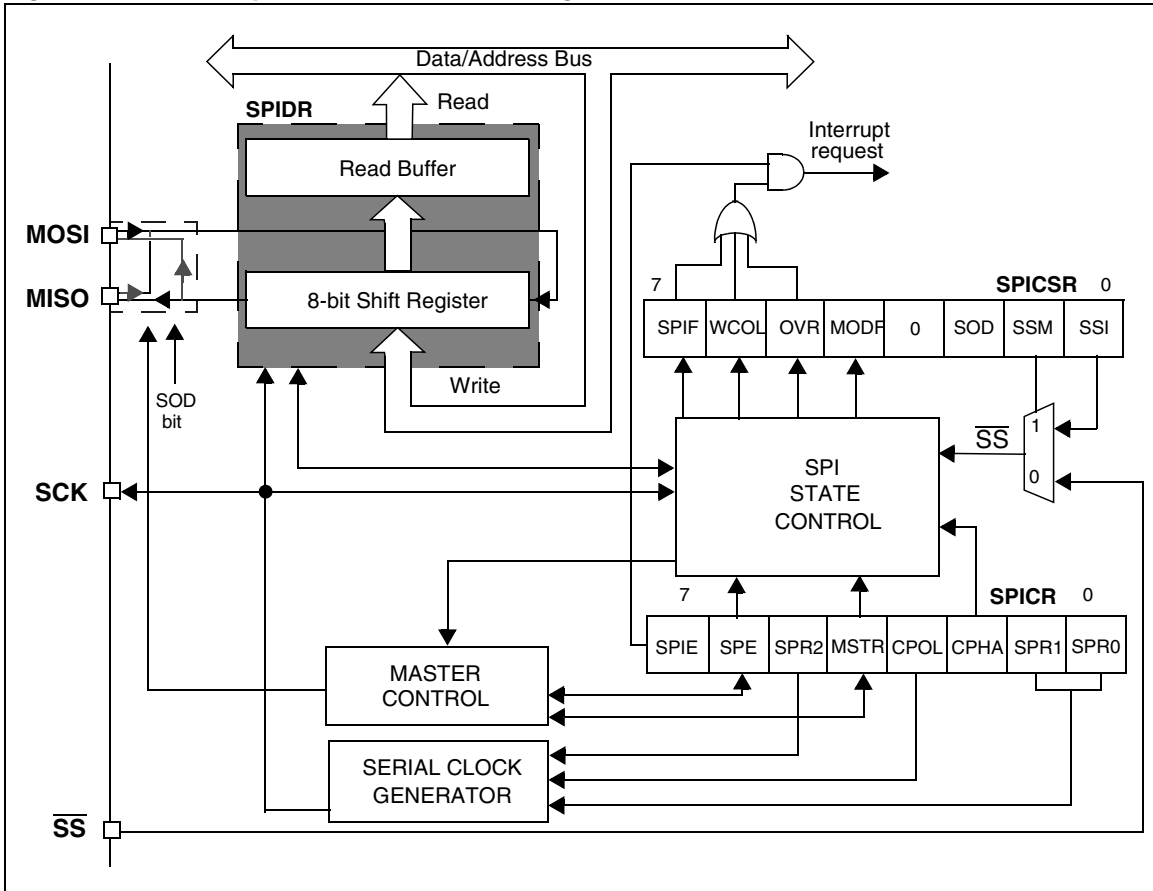 Data/Address Bus
SPIDR
Read
Read Buffer
Interrupt
request
MOSI
MISO
8-bit Shift Register
Write
SOD
bit
7
SPICSR
0
SPIF
WCOL
OVR
MODF
0
SOD
SSM
SSI
1
SS
0
SCK
SPI
STATE
CONTROL
7
SPICR
0
SPIE
SPE
SPR2
MSTR
CPOL
CPHA
SPR1
SPR0
MASTER
CONTROL
SERIAL CLOCK
GENERATOR
SS